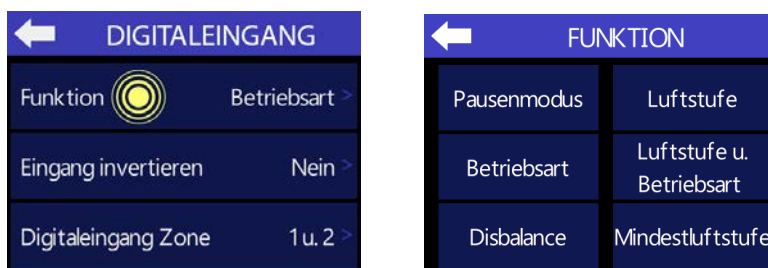 DIGITALEINGANG
Funktion Betriebsart >
Eingang invertieren Nein >
Digitaleingang Zone 1 u. 2 >
FUNKTION
Pausenmodus Luftstufe
Betriebsart Luftstufe u.
Betriebsart
Disbalance Mindestluftstufe